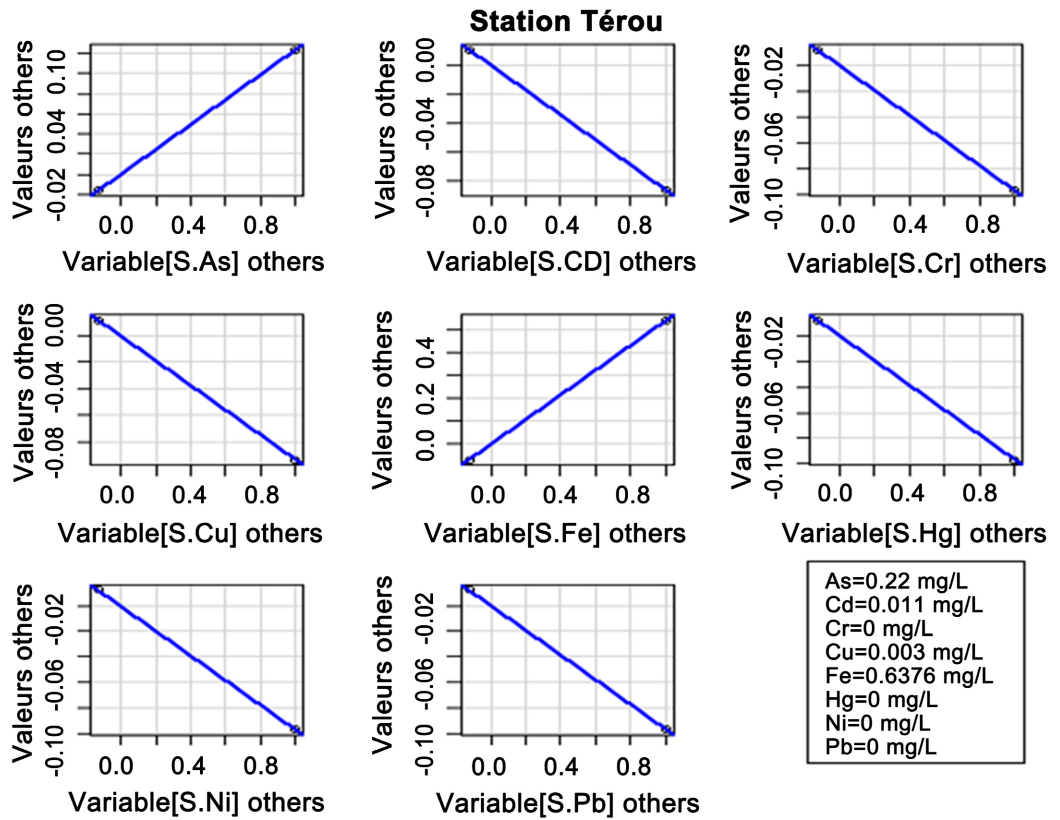 Station Térou
Valeurs others
-0.02 0.04 0.10
0.0 0.4 0.8
Variable[S.As] others
Valeurs others
-0.08 -0.04 0.00
0.0 0.4 0.8
Variable[S.CD] others
Valeurs others
-0.10 -0.06 -0.02
0.0 0.4 0.8
Variable[S.Cr] others
Valeurs others
-0.08 -0.04 0.00
0.0 0.4 0.8
Variable[S.Cu] others
Valeurs others
0.0 0.2 0.4
0.0 0.4 0.8
Variable[S.Fe] others
Valeurs others
-0.10 -0.06 -0.02
0.0 0.4 0.8
Variable[S.Hg] others
Valeurs others
-0.10 -0.06 -0.02
0.0 0.4 0.8
Variable[S.Ni] others
Valeurs others
-0.10 -0.06 -0.02
0.0 0.4 0.8
Variable[S.Pb] others
As=0.22 mg/L
Cd=0.011 mg/L
Cr=0 mg/L
Cu=0.003 mg/L
Fe=0.6376 mg/L
Hg=0 mg/L
Ni=0 mg/L
Pb=0 mg/L